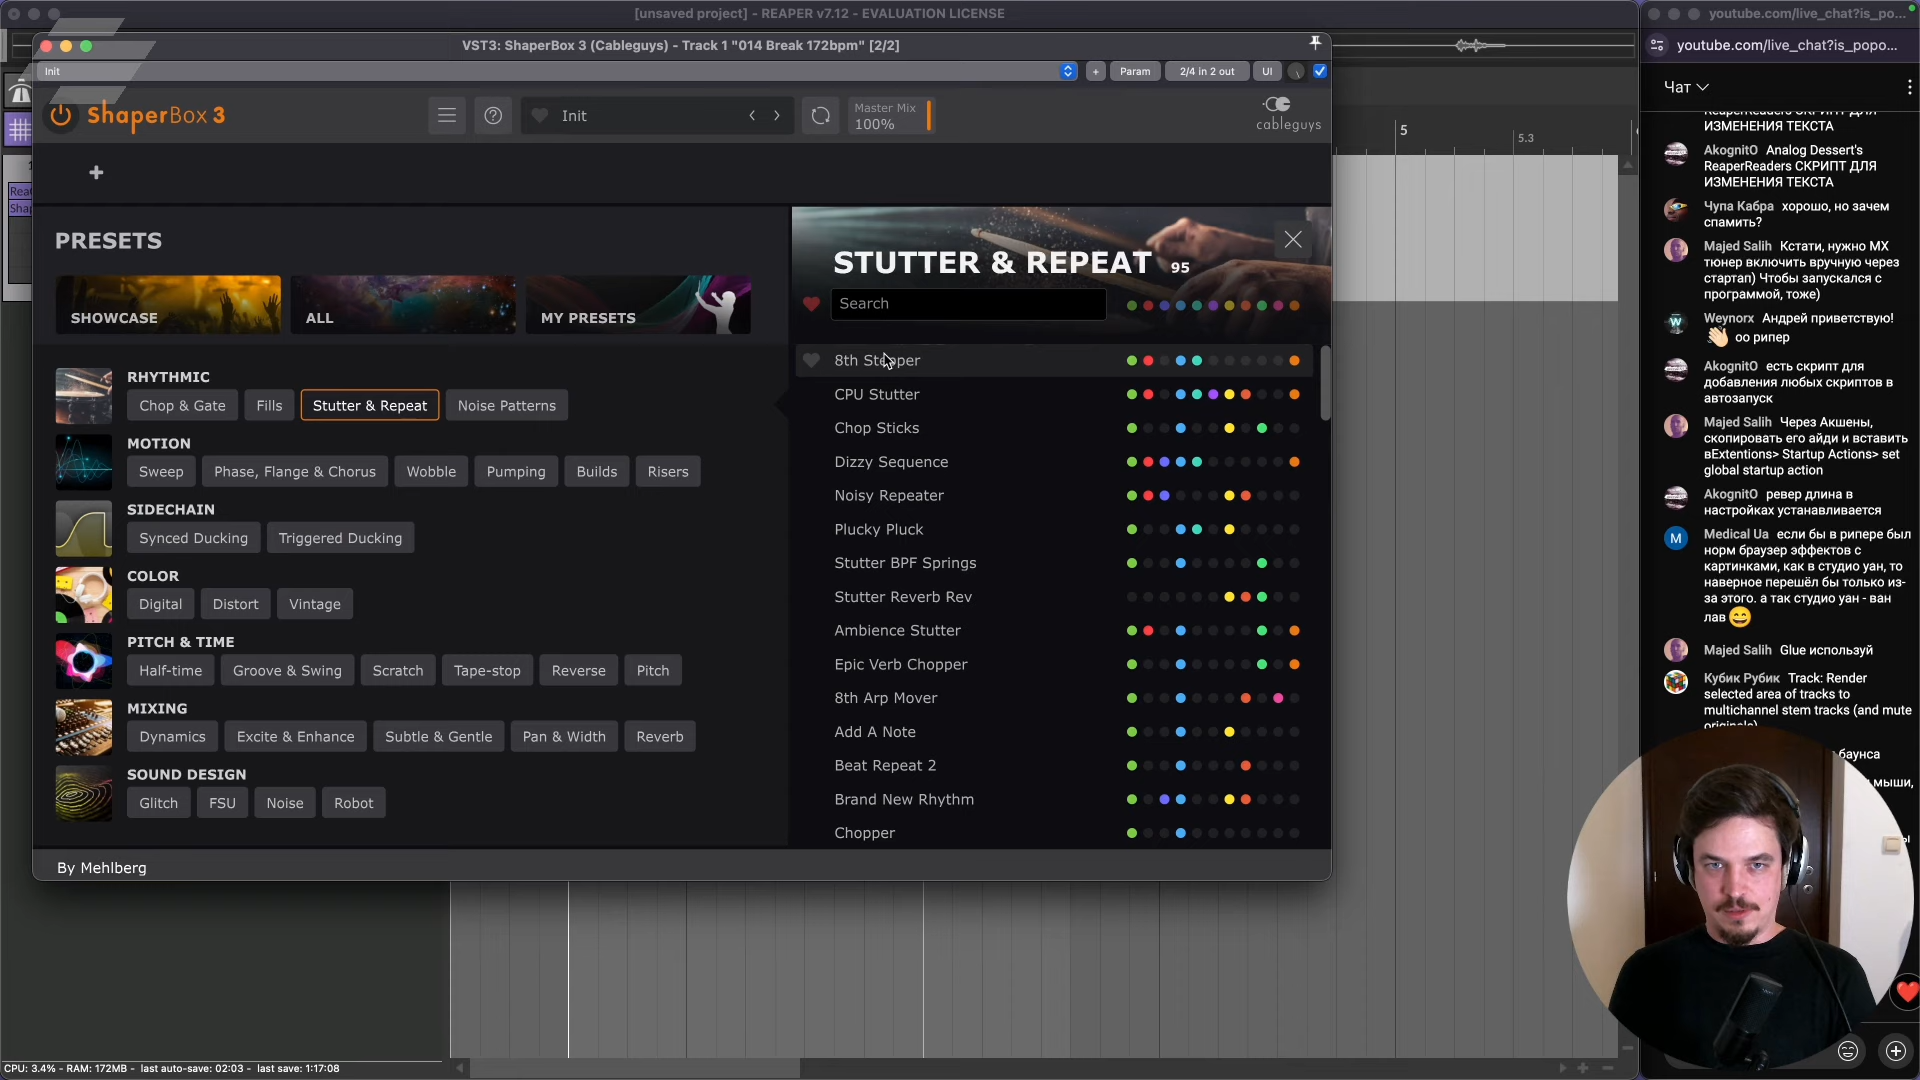 [unsaved project] - REAPER v7.12 - EVALUATION LICENSE
youtube.com/live_chat?is_po...
VST3: ShaperBox 3 (Cableguys) - Track 1 "014 Break 172bpm" [2/2]
youtube.com/live_chat?is_popo...
Init
+
Param
2/4 in 2 out
UI
ShaperBox 3
Init
Master Mix
100%
cableguys
Чат
5
5.3
PRESETS
SHOWCASE
ALL
MY PRESETS
RHYTHMIC
Chop & Gate
Fills
Stutter & Repeat
Noise Patterns
MOTION
Sweep
Phase, Flange & Chorus
Wobble
Pumping
Builds
Risers
SIDECHAIN
Synced Ducking
Triggered Ducking
COLOR
Digital
Distort
Vintage
PITCH & TIME
Half-time
Groove & Swing
Scratch
Tape-stop
Reverse
Pitch
MIXING
Dynamics
Excite & Enhance
Subtle & Gentle
Pan & Width
Reverb
SOUND DESIGN
Glitch
FSU
Noise
Robot
By Mehlberg
STUTTER & REPEAT 95
Search
8th Stepper
CPU Stutter
Chop Sticks
Dizzy Sequence
Noisy Repeater
Plucky Pluck
Stutter BPF Springs
Stutter Reverb Rev
Ambience Stutter
Epic Verb Chopper
8th Arp Mover
Add A Note
Beat Repeat 2
Brand New Rhythm
Chopper
ИЗМЕНЕНИЯ ТЕКСТА
AkognitO Analog Dessert's
ReaperReaders СКРИПТ ДЛЯ
ИЗМЕНЕНИЯ ТЕКСТА
Чупа Кабра хорошо, но зачем
спамить?
Majed Salih Кстати, нужно MX
тюнер включить вручную через
стартап) Чтобы запускался с
программой, тоже)
Weynorx Андрей приветствую!
👋🏻 оо рипер
AkognitO есть скрипт для
добавления любых скриптов в
автозапуск
Majed Salih Через Акшены,
скопировать его айди и вставить
вExtentions> Startup Actions> set
global startup action
AkognitO ревер длина в
настройках устанавливается
M
Medical Ua если бы в рипере был
норм браузер эффектов с
картинками, как в студио уан, то
наверное перешёл бы только из-
за этого. а так студио уан - ван
лав 😄
Majed Salih Glue используй
Кубик Рубик Track: Render
selected area of tracks to
multichannel stem tracks (and mute
originals)
баунса
мыши,
CPU: 3.4% - RAM: 172MB - last auto-save: 02:03 - last save: 1:17:08